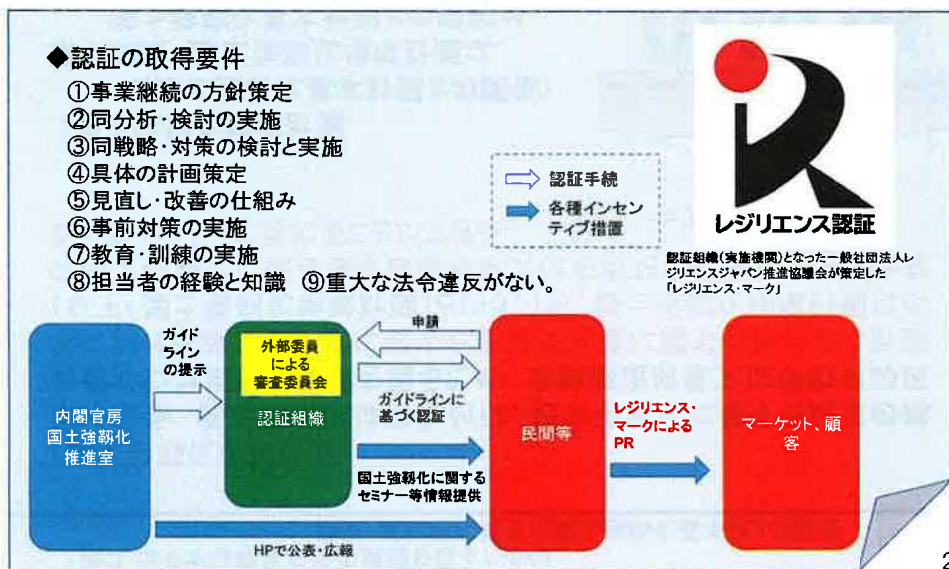 ◆認証の取得要件
①事業継続の方針策定
②同分析・検討の実施
③同戦略・対策の検討と実施
④具体の計画策定
⑤見直し・改善の仕組み
⑥事前対策の実施
⑦教育・訓練の実施
⑧担当者の経験と知識 ⑨重大な法令違反がない。
認証手続
各種インセン
ティブ措置
レジリエンス認証
認証組織(実施機関)となった一般社団法人レ
ジリエンスジャパン推進協議会が策定した
「レジリエンス・マーク」
ガイド
ライン
の提示
外部委員
による
審査委員会
申請
内閣官房
国土強靱化
推進室
認証組織
ガイドラインに
基づく認証
民間等
レジリエンス・
マークによる
PR
マーケット、顧
客
国土強靱化に関する
セミナー等情報提供
HPで公表・広報
2